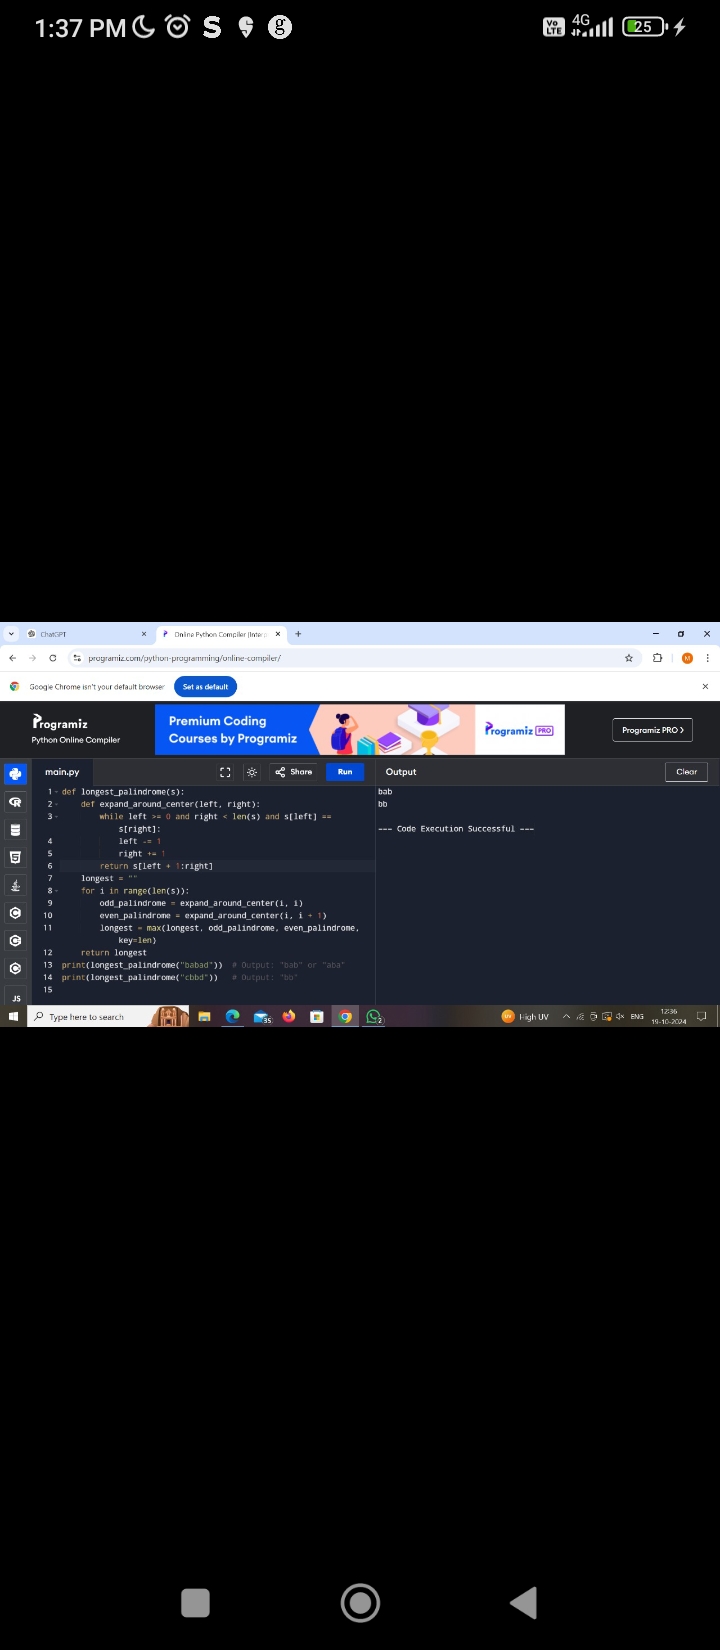 1:37 PM S g Vo LTE 4G 25
ChatGPT Online Python Compiler (Interp
programiz.com/python-programming/online-compiler/ M
Google Chrome isn't your default browser Set as default
Programiz
Python Online Compiler
Premium Coding
Courses by Programiz
Programiz PRO
Programiz PRO >
main.py Share Run Output Clear
1 def longest_palindrome(s):
2 def expand_around_center(left, right):
3 while left >= 0 and right < len(s) and s[left] ==
s[right]:
4 left -= 1
5 right += 1
6 return s[left + 1:right]
7 longest = ""
8 for i in range(len(s)):
9 odd_palindrome = expand_around_center(i, i)
10 even_palindrome = expand_around_center(i, i + 1)
11 longest = max(longest, odd_palindrome, even_palindrome,
key=len)
12 return longest
13 print(longest_palindrome("babad")) # Output: "bab" or "aba"
14 print(longest_palindrome("cbbd")) # Output: "bb"
15
bab
bb
=== Code Execution Successful ===
JS
Type here to search 35 2 UV High UV ENG 12:36
19-10-2024